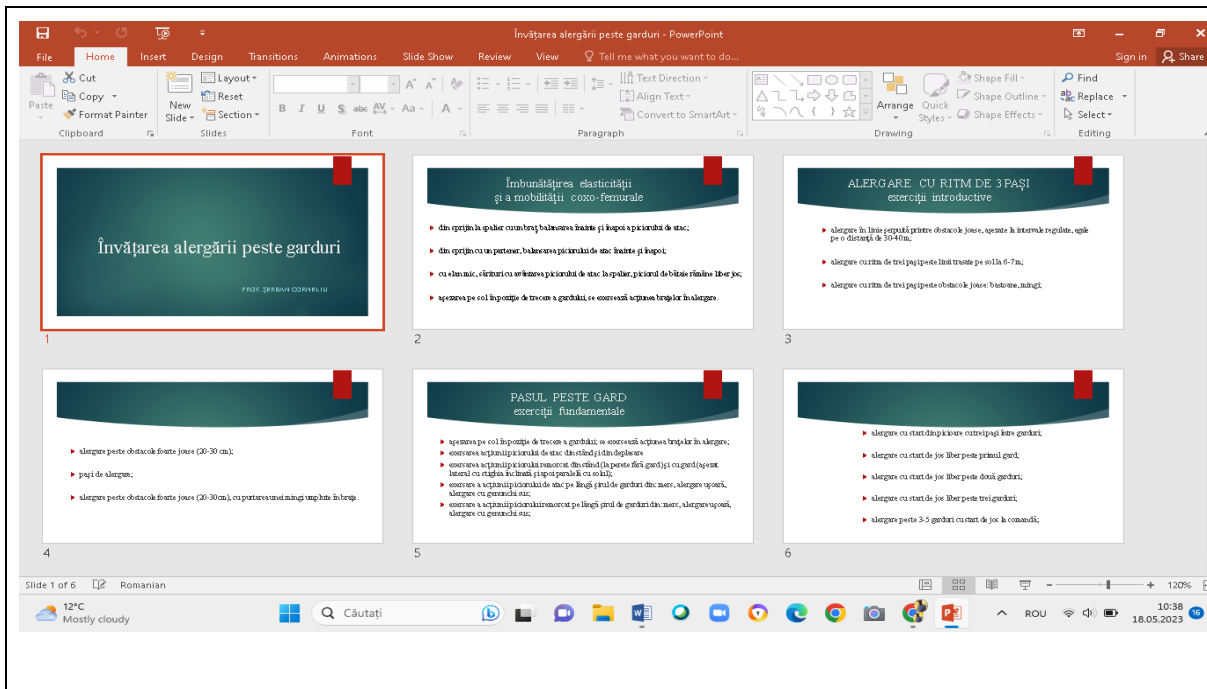 Învățarea alergării peste garduri - PowerPoint
File Home Insert Design Transitions Animations Slide Show Review View Tell me what you want to do... Sign in Share
Cut
Copy
Format Painter
Paste
New Slide
Layout
Reset
Section
B I U S abc AV Aa A
Text Direction
Align Text
Convert to SmartArt
Arrange
Quick Styles
Shape Fill
Shape Outline
Shape Effects
Find
Replace
Select
Clipboard Slides Font Paragraph Drawing Editing
Învățarea alergării peste garduri
PROF. ȘERBAN CORNELIU
1
Îmbunătățirea elasticității
și a mobilității coxo-femurale
din sprijin la spalier cu un braț, balansarea înainte și înapoi a piciorului de atac;
din sprijin cu un partener, balansarea piciorului de atac înainte și înapoi;
cu elan mic, sărituri cu avântarea piciorului de atac la spalier, piciorul de bătaie rămâne liber jos;
așezarea pe sol în poziție de trecere a gardului, se exersează acțiunea brațelor în alergare.
2
ALERGARE CU RITM DE 3 PAȘI
exerciții introductive
alergare în linie șerpuită printre obstacole joase, așezate la intervale regulate, egale
pe o distanță de 30-40m;
alergare cu ritm de trei pași peste linii trasate pe sol la 6-7m;
alergare cu ritm de trei pași peste obstacole joase: bastoane, mingi;
3
alergare peste obstacole foarte joase (20-30 cm);
pași de alergare;
alergare peste obstacole foarte joase (20-30cm), cu purtarea unei mingi umplute în brațe.
4
PASUL PESTE GARD
exerciții fundamentale
așezarea pe sol în poziție de trecere a gardului; se exersează acțiunea brațelor în alergare;
exersarea acțiunii piciorului de atac din stând și din deplasare
exersarea acțiunii piciorului remorcat din stând (la perete fără gard) și cu gard (așezat
lateral cu stighia înclinată și apoi paralelă cu solul);
exersare a acțiunii piciorului de atac pe lângă șirul de garduri din: mers, alergare ușoară,
alergare cu genunchi sus;
exersare a acțiunii piciorului remorcat pe lângă șirul de garduri din: mers, alergare ușoară,
alergare cu genunchi sus;
5
alergare cu start din picioare cu trei pași între garduri;
alergare cu start de jos liber peste primul gard;
alergare cu start de jos liber peste două garduri;
alergare cu start de jos liber peste trei garduri;
alergare peste 3-5 garduri cu start de jos la comandă;
6
Slide 1 of 6 Romanian 120%
12°C
Mostly cloudy
Căutați
ROU
10:38
18.05.2023
16